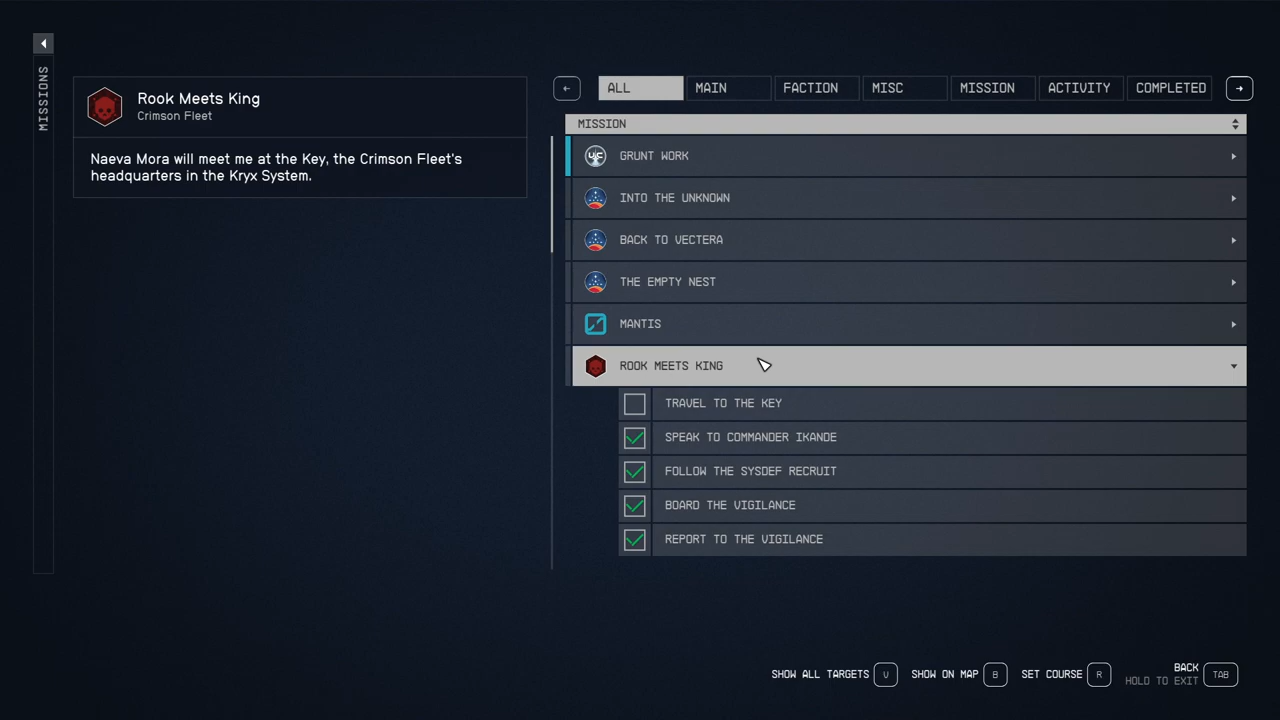 MISSIONS
Rook Meets King
Crimson Fleet
Naeva Mora will meet me at the Key, the Crimson Fleet's
headquarters in the Kryx System.
ALL
MAIN
FACTION
MISC
MISSION
ACTIVITY
COMPLETED
MISSION
UC
GRUNT WORK
INTO THE UNKNOWN
BACK TO VECTERA
THE EMPTY NEST
MANTIS
ROOK MEETS KING
TRAVEL TO THE KEY
SPEAK TO COMMANDER IKANDE
FOLLOW THE SYSDEF RECRUIT
BOARD THE VIGILANCE
REPORT TO THE VIGILANCE
SHOW ALL TARGETS V
SHOW ON MAP B
SET COURSE R
BACK
HOLD TO EXIT
TAB